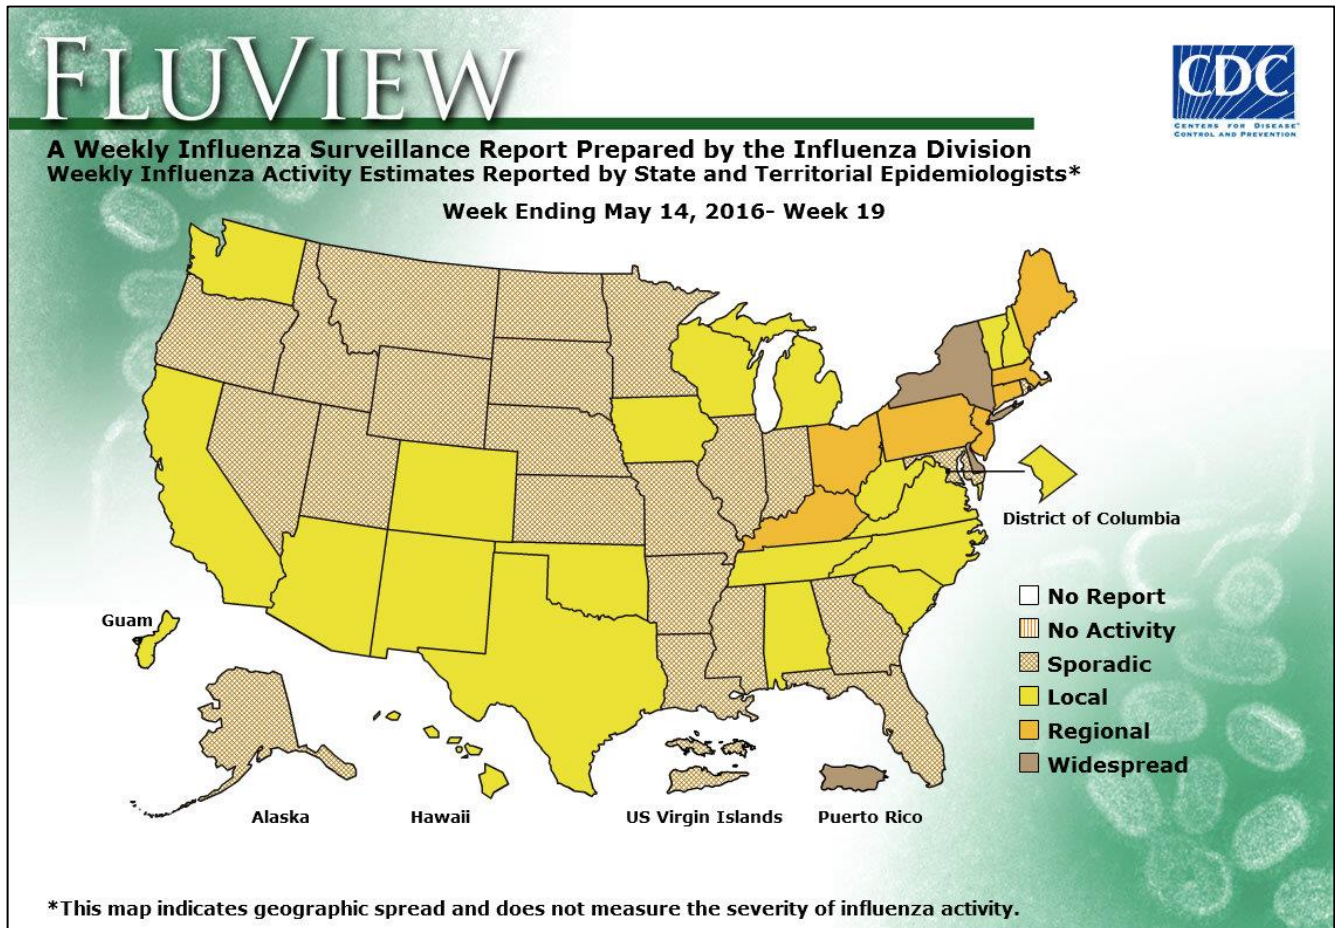 FLUVIEW
CDC
CENTERS FOR DISEASE™
CONTROL AND PREVENTION
A Weekly Influenza Surveillance Report Prepared by the Influenza Division
Weekly Influenza Activity Estimates Reported by State and Territorial Epidemiologists*
Week Ending May 14, 2016- Week 19
District of Columbia
No Report
Guam
No Activity
Sporadic
Local
Regional
Widespread
Alaska
Hawaii
US Virgin Islands
Puerto Rico
*This map indicates geographic spread and does not measure the severity of influenza activity.